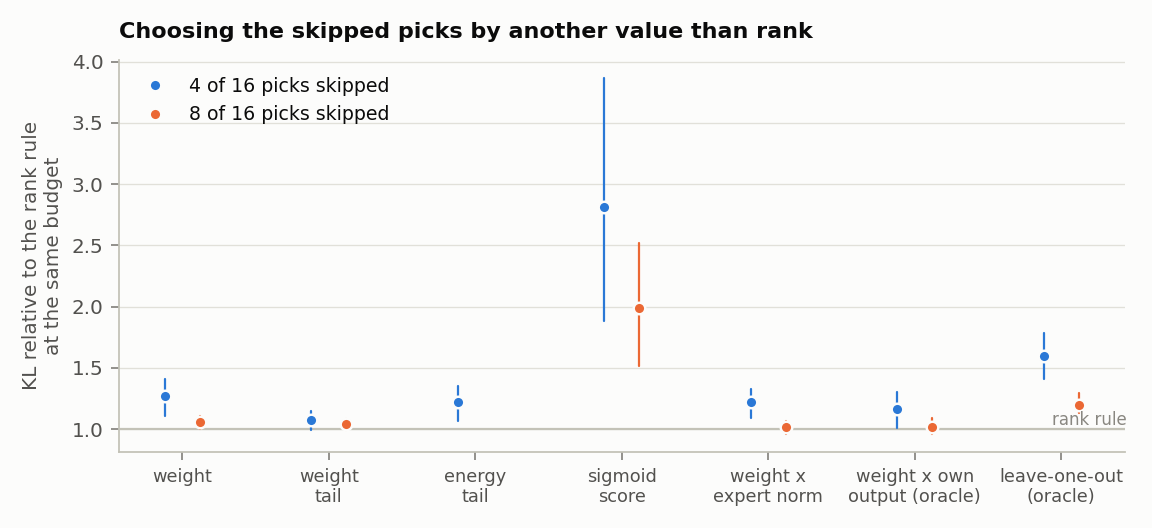 Choosing the skipped picks by another value than rank
KL relative to the rank rule
at the same budget
4.0
3.5
3.0
2.5
2.0
1.5
1.0
4 of 16 picks skipped
8 of 16 picks skipped
rank rule
weight
weight
tail
energy
tail
sigmoid
score
weight x
expert norm
weight x own
output (oracle)
leave-one-out
(oracle)